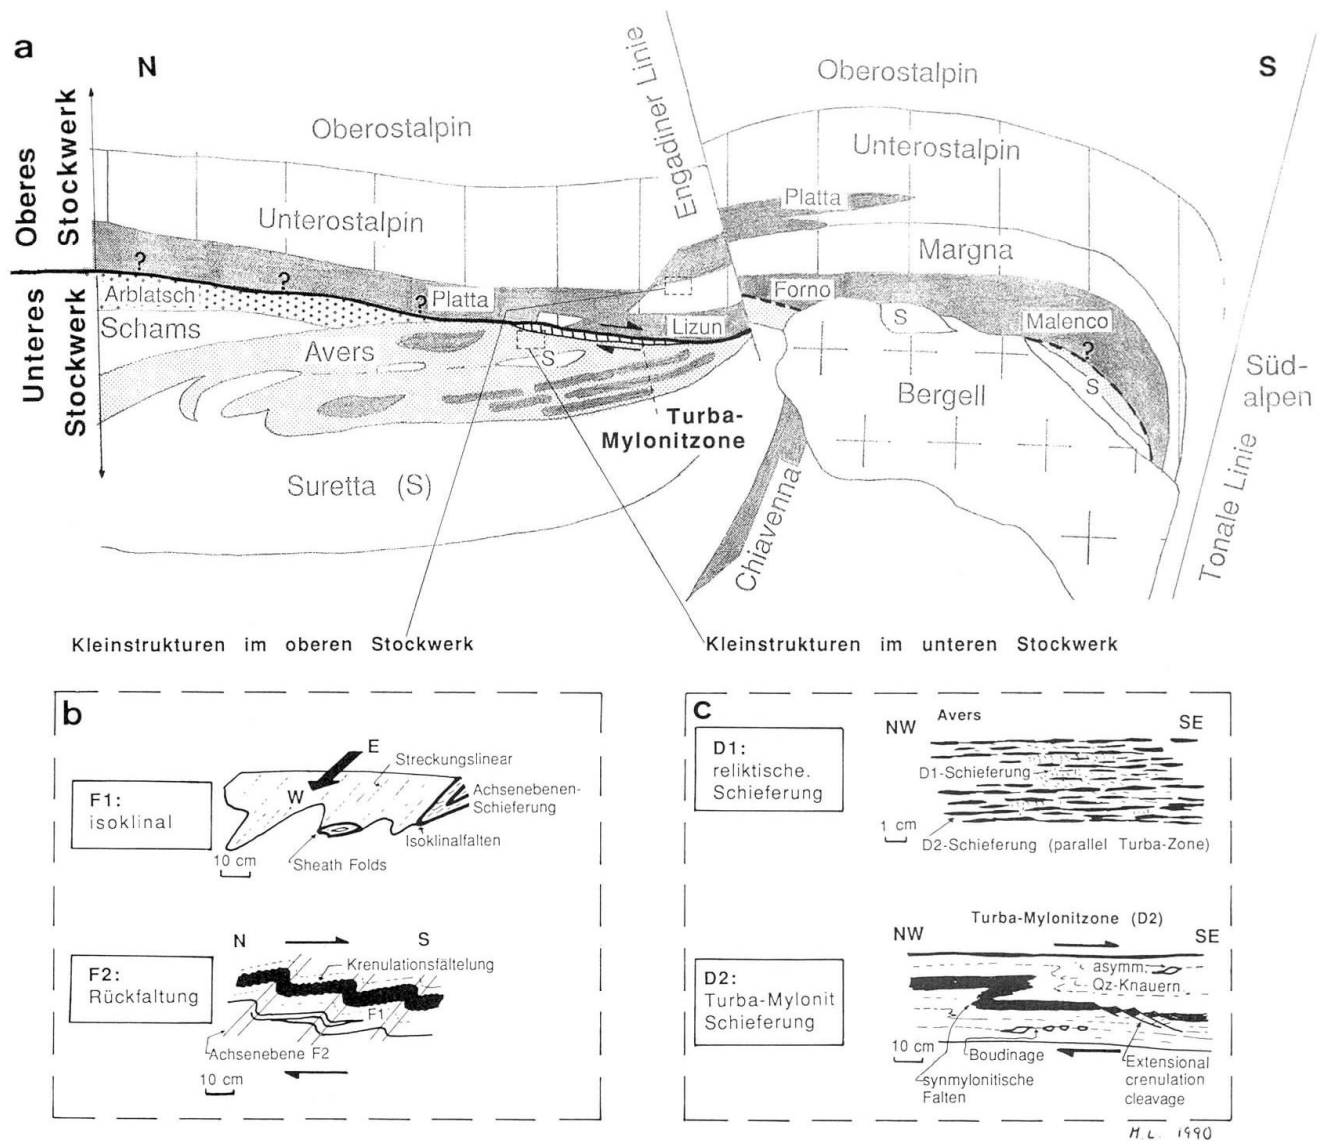 a
N
S
Oberes
Stockwerk
Unteres
Stockwerk
Oberostalpin
Unterostalpin
Engadiner Linie
Oberostalpin
Unterostalpin
Platta
Margna
?
?
?
Arblatsch
Platta
Forno
S
Malenco
?
Schams
Avers
S
Lizun
S
Bergell
Süd-
alpen
Turba-
Mylonitzone
Suretta (S)
Chiavenna
Tonale Linie
Kleinstrukturen im oberen Stockwerk
Kleinstrukturen im unteren Stockwerk
b
F1:
isoklinal
E
W
Streckungslinear
Achsenebenen-
Schieferung
Isoklinalfalten
Sheath Folds
10 cm
F2:
Rückfaltung
N
S
Krenulationsfältelung
F1
Achsenebene F2
10 cm
c
D1:
reliktische.
Schieferung
NW
Avers
SE
D1-Schieferung
1 cm
D2-Schieferung (parallel Turba-Zone)
D2:
Turba-Mylonit
Schieferung
Turba-Mylonitzone (D2)
NW
SE
asymm.
Qz-Knauern
10 cm
Boudinage
synmylonitische
Falten
Extensional
crenulation
cleavage
M.L. 1990